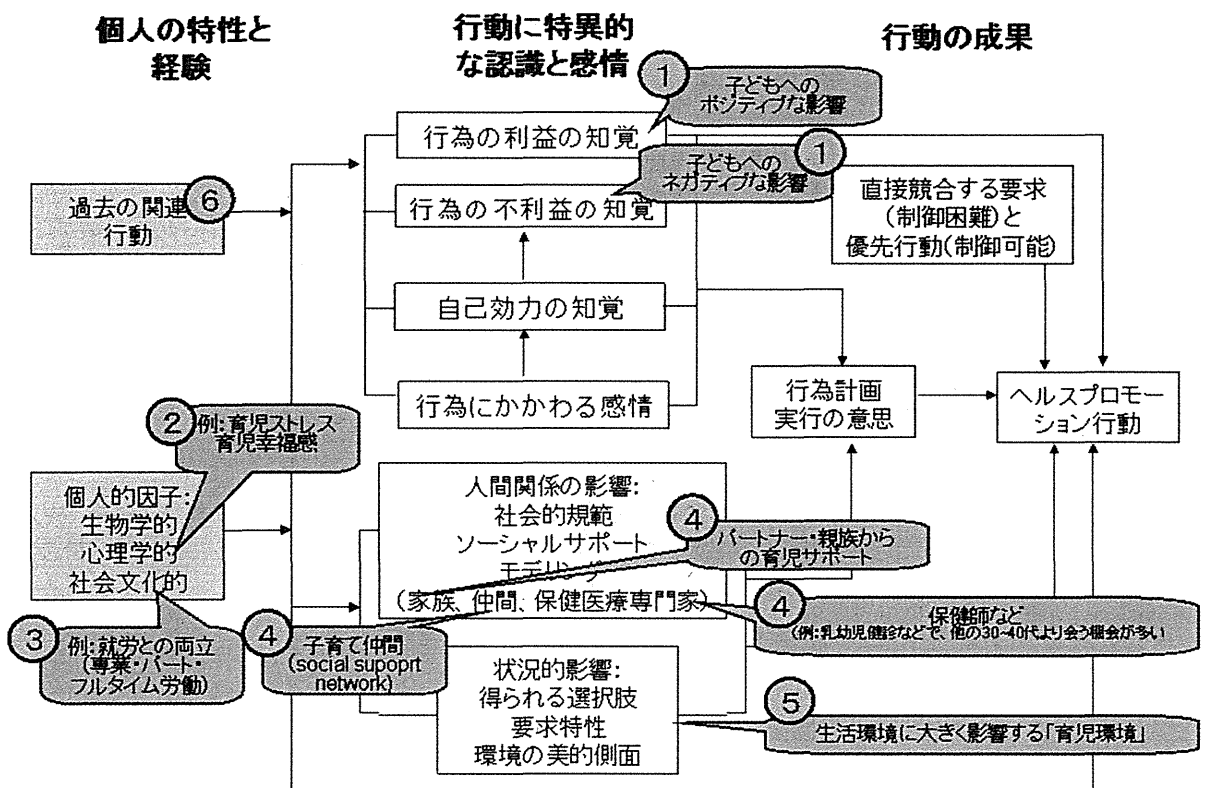 個人の特性と
経験
行動に特異的
な認識と感情
行動の成果
1
子どもへの
ポジティブな影響
行為の利益の知覚
1
子どもへの
ネガティブな影響
行為の不利益の知覚
過去の関連
行動
6
直接競合する要求
(制御困難)と
優先行動(制御可能)
自己効力の知覚
行為にかかわる感情
行為計画
実行の意思
ヘルスプロモー
ション行動
2
例:育児ストレス
育児幸福感
個人的因子:
生物学的
心理学的
社会文化的
人間関係の影響:
社会的規範
ソーシャルサポート
モデリング
(家族、仲間、保健医療専門家)
4
パートナー・親族から
の育児サポート
4
保健師など
(例:乳幼児健診などで、他の30~40代より会う機会が多い
3
例:就労との両立
(専業・パート・
フルタイム労働)
4
子育て仲間
(social supoprt
network)
状況的影響:
得られる選択肢
要求特性
環境の美的側面
5
生活環境に大きく影響する「育児環境」